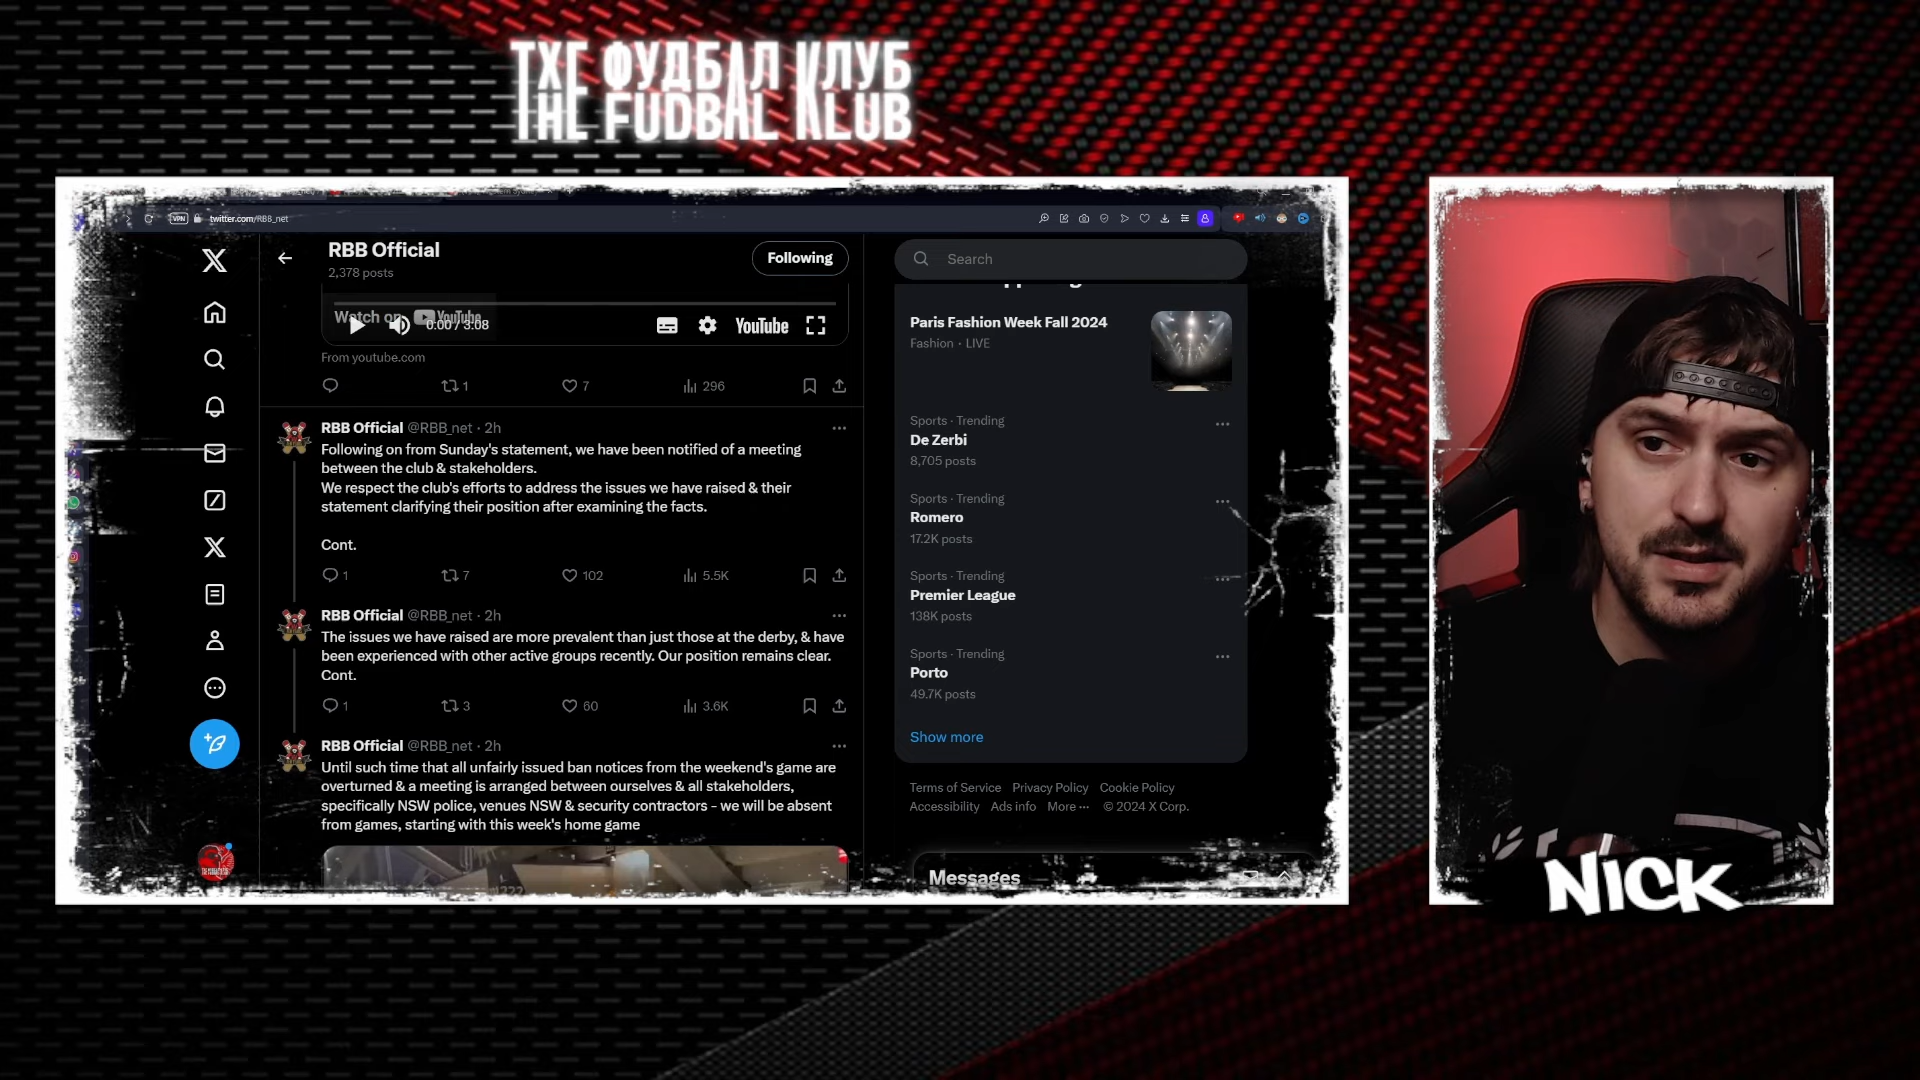 ТХЕ ФУДБАЛ КЛУБ
THE FUDBAL KLUB
VPN
twitter.com/RBB_net
RBB Official
2,378 posts
Following
Search
Watch on YouTube
0:00 / 3:08
YouTube
From youtube.com
1
7
296
RBB Official @RBB_net · 2h
Following on from Sunday's statement, we have been notified of a meeting
between the club & stakeholders.
We respect the club's efforts to address the issues we have raised & their
statement clarifying their position after examining the facts.
Cont.
1
7
102
5.5K
RBB Official @RBB_net · 2h
The issues we have raised are more prevalent than just those at the derby, & have
been experienced with other active groups recently. Our position remains clear.
Cont.
1
3
60
3.6K
RBB Official @RBB_net · 2h
Until such time that all unfairly issued ban notices from the weekend's game are
overturned & a meeting is arranged between ourselves & all stakeholders,
specifically NSW police, venues NSW & security contractors - we will be absent
from games, starting with this week's home game
Paris Fashion Week Fall 2024
Fashion · LIVE
Sports · Trending
De Zerbi
8,705 posts
Sports · Trending
Romero
17.2K posts
Sports · Trending
Premier League
138K posts
Sports · Trending
Porto
49.7K posts
Show more
Terms of Service Privacy Policy Cookie Policy
Accessibility Ads info More ··· © 2024 X Corp.
Messages
NICK